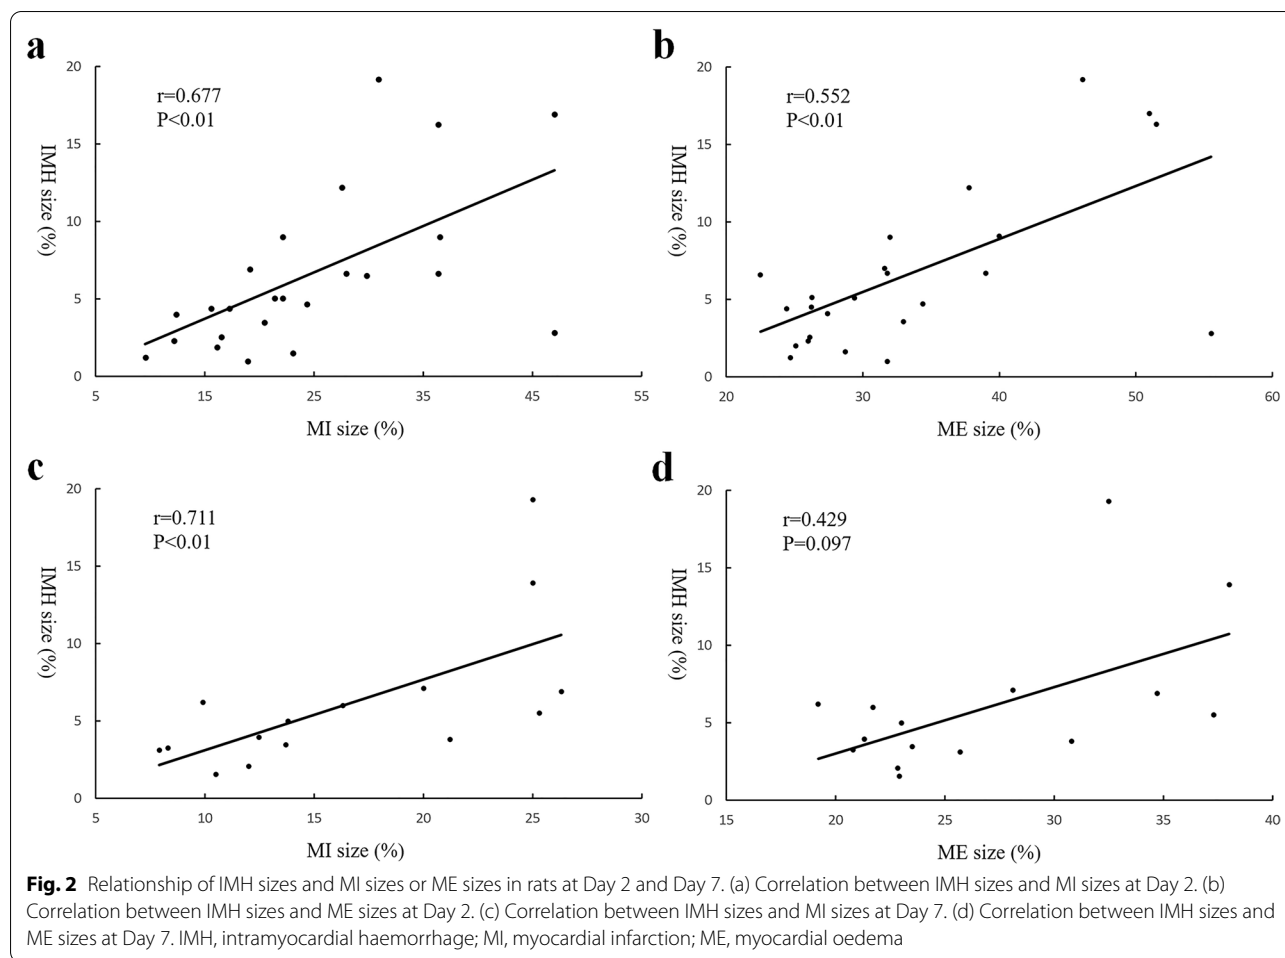 a
20
15
10
5
0
r=0.677
P<0.01
IMH size (%)
5
15
25
35
45
55
MI size (%)
b
20
15
10
5
0
r=0.552
P<0.01
IMH size (%)
20
30
40
50
60
ME size (%)
c
20
15
10
5
0
r=0.711
P<0.01
IMH size (%)
5
10
15
20
25
30
MI size (%)
d
20
15
10
5
0
r=0.429
P=0.097
IMH size (%)
15
20
25
30
35
40
ME size (%)
Fig. 2 Relationship of IMH sizes and MI sizes or ME sizes in rats at Day 2 and Day 7. (a) Correlation between IMH sizes and MI sizes at Day 2. (b)
Correlation between IMH sizes and ME sizes at Day 2. (c) Correlation between IMH sizes and MI sizes at Day 7. (d) Correlation between IMH sizes and
ME sizes at Day 7. IMH, intramyocardial haemorrhage; MI, myocardial infarction; ME, myocardial oedema